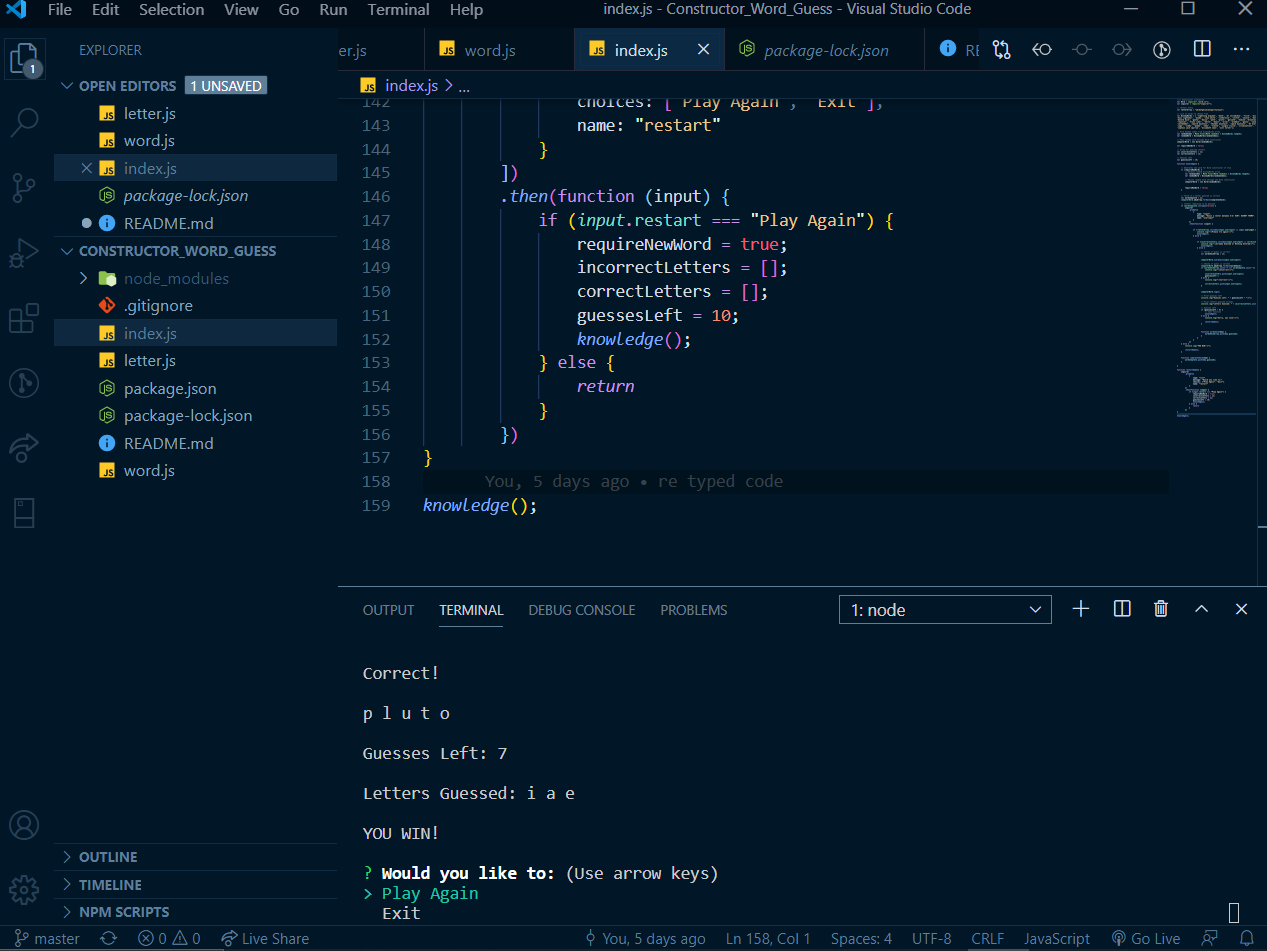 File Edit Selection View Go Run Terminal Help index.js - Constructor_Word_Guess - Visual Studio Code
EXPLORER
1
OPEN EDITORS 1 UNSAVED
letter.js
word.js
index.js
package-lock.json
README.md
CONSTRUCTOR_WORD_GUESS
node_modules
.gitignore
index.js
letter.js
package.json
package-lock.json
README.md
word.js
OUTLINE
TIMELINE
NPM SCRIPTS
er.js word.js index.js package-lock.json RE
index.js > ...
142 choices: ["Play Again", "Exit"],
143 name: "restart"
144 }
145 ])
146 .then(function (input) {
147 if (input.restart === "Play Again") {
148 requireNewWord = true;
149 incorrectLetters = [];
150 correctLetters = [];
151 guessesLeft = 10;
152 knowledge();
153 } else {
154 return
155 }
156 })
157 }
158 You, 5 days ago • re typed code
159 knowledge();
OUTPUT TERMINAL DEBUG CONSOLE PROBLEMS 1: node
Correct!
p l u t o
Guesses Left: 7
Letters Guessed: i a e
YOU WIN!
? Would you like to: (Use arrow keys)
> Play Again
Exit
master 0 0 Live Share You, 5 days ago Ln 158, Col 1 Spaces: 4 UTF-8 CRLF JavaScript Go Live